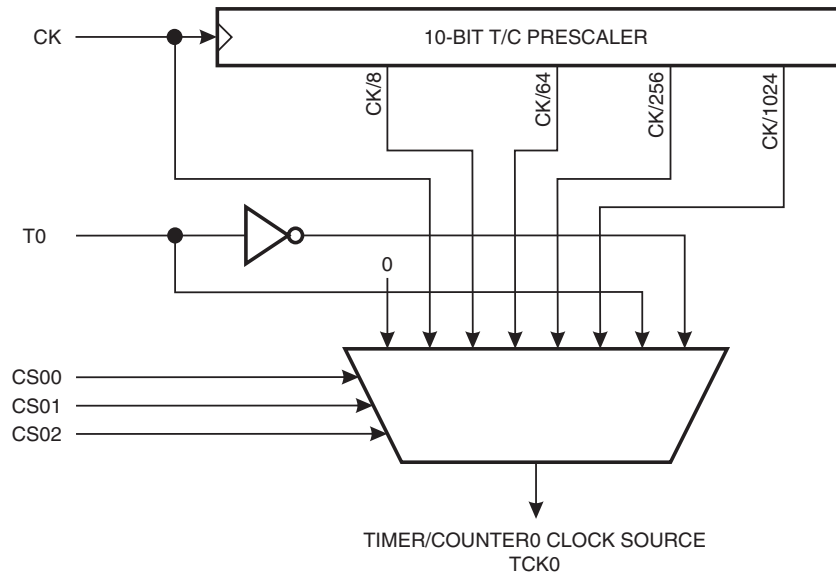 CK
10-BIT T/C PRESCALER
CK/8
CK/64
CK/256
CK/1024
T0
0
CS00
CS01
CS02
TIMER/COUNTER0 CLOCK SOURCE
TCK0